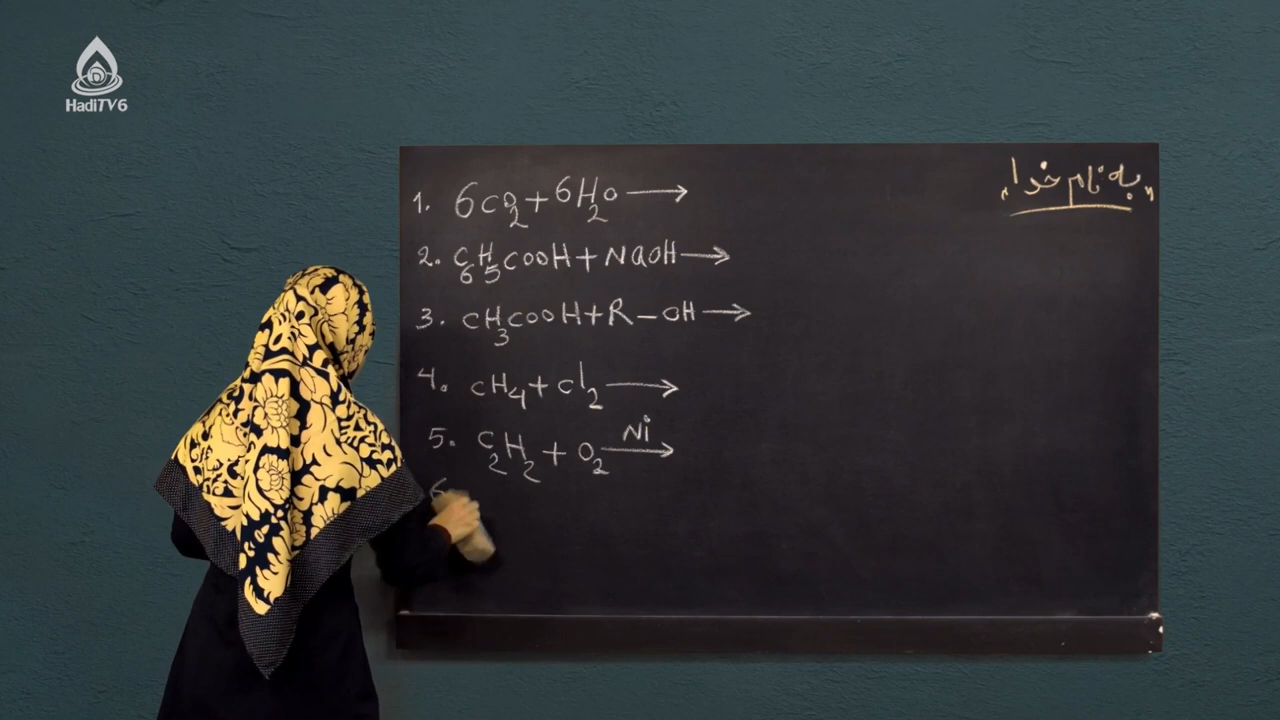 HadiTV6
"به نام خدا"
1. 6CO₂ + 6H₂O →
2. C₆H₅COOH + NaOH →
3. CH₃COOH + R – OH →
4. CH₄ + Cl₂ →
5. C₂H₂ + O₂ Ni →